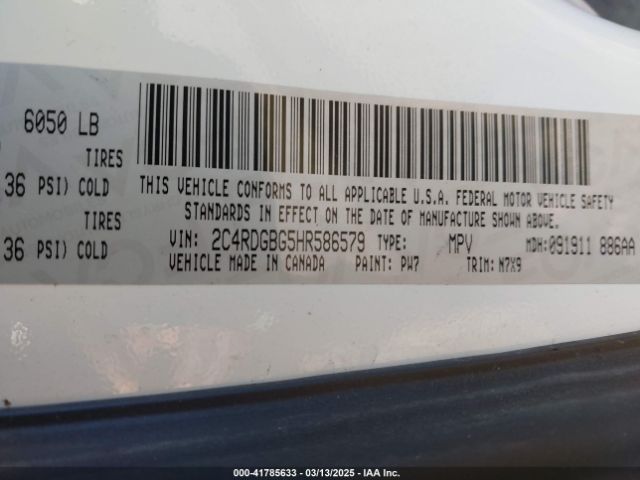 6050 LB
TIRES
36 PSI) COLD
TIRES
36 PSI) COLD
THIS VEHICLE CONFORMS TO ALL APPLICABLE U.S.A. FEDERAL MOTOR VEHICLE SAFETY
STANDARDS IN EFFECT ON THE DATE OF MANUFACTURE SHOWN ABOVE.
VIN: 2C4RDGBG5HR586579 TYPE: MPV MDH:091911 886AA
VEHICLE MADE IN CANADA PAINT: PW7 TRIM: N7X9
00-41785633 / 03/13/2025 - IAA Inc.